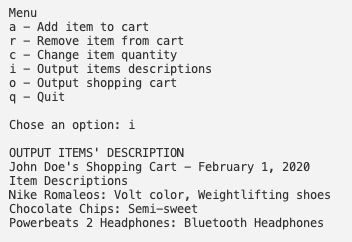 Menu
a – Add item to cart
r – Remove item from cart
c – Change item quantity
i – Output items descriptions
o – Output shopping cart
q – Quit
Chose an option: i
OUTPUT ITEMS' DESCRIPTION
John Doe's Shopping Cart – February 1, 2020
Item Descriptions
Nike Romaleos: Volt color, Weightlifting shoes
Chocolate Chips: Semi–sweet
Powerbeats 2 Headphones: Bluetooth Headphones